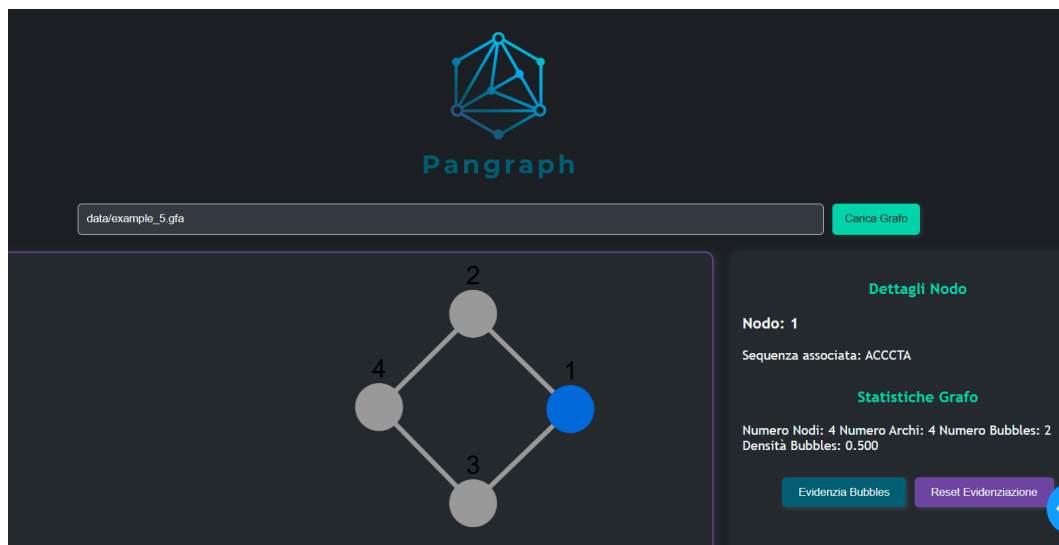 Pangraph
data/example_5.gfa
Carica Grafo
2
4
1
3
Dettagli Nodo
Nodo: 1
Sequenza associata: ACCCTA
Statistiche Grafo
Numero Nodi: 4 Numero Archi: 4 Numero Bubbles: 2
Densità Bubbles: 0.500
Evidenzia Bubbles
Reset Evidenziazione